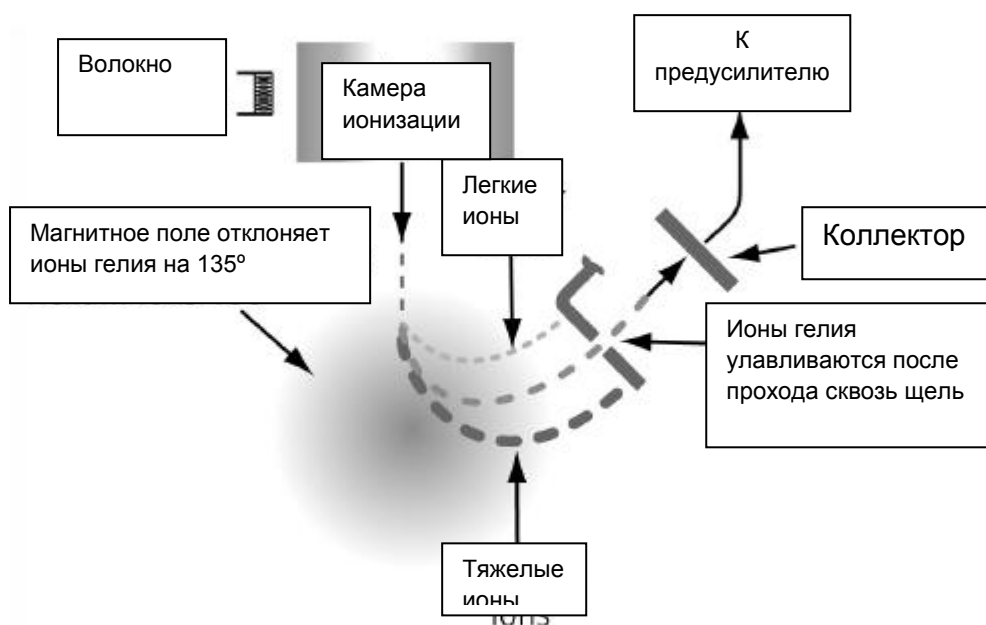 Волокно
Камера
ионизации
К
предусилителю
Легкие
ионы
Магнитное поле отклоняет
ионы гелия на 135º
Коллектор
Ионы гелия
улавливаются после
прохода сквозь щель
Тяжелые
ионы
ions